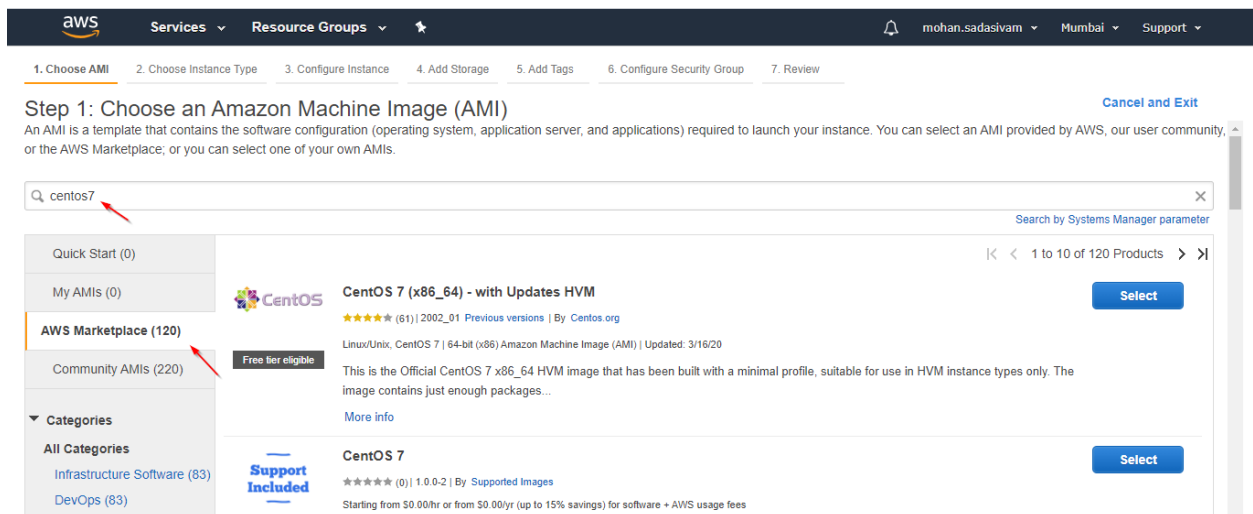 aws Services Resource Groups mohan.sadasivam Mumbai Support
1. Choose AMI 2. Choose Instance Type 3. Configure Instance 4. Add Storage 5. Add Tags 6. Configure Security Group 7. Review
Step 1: Choose an Amazon Machine Image (AMI)
Cancel and Exit
An AMI is a template that contains the software configuration (operating system, application server, and applications) required to launch your instance. You can select an AMI provided by AWS, our user community,
or the AWS Marketplace; or you can select one of your own AMIs.
centos7
Search by Systems Manager parameter
Quick Start (0)
My AMIs (0)
AWS Marketplace (120)
Community AMIs (220)
Categories
All Categories
Infrastructure Software (83)
DevOps (83)
1 to 10 of 120 Products
CentOS
Free tier eligible
CentOS 7 (x86_64) - with Updates HVM
(61) | 2002_01 Previous versions | By Centos.org
Linux/Unix, CentOS 7 | 64-bit (x86) Amazon Machine Image (AMI) | Updated: 3/16/20
This is the Official CentOS 7 x86_64 HVM image that has been built with a minimal profile, suitable for use in HVM instance types only. The
image contains just enough packages...
More info
Select
Support
Included
CentOS 7
(0) | 1.0.0-2 | By Supported Images
Starting from $0.00/hr or from $0.00/yr (up to 15% savings) for software + AWS usage fees
Select